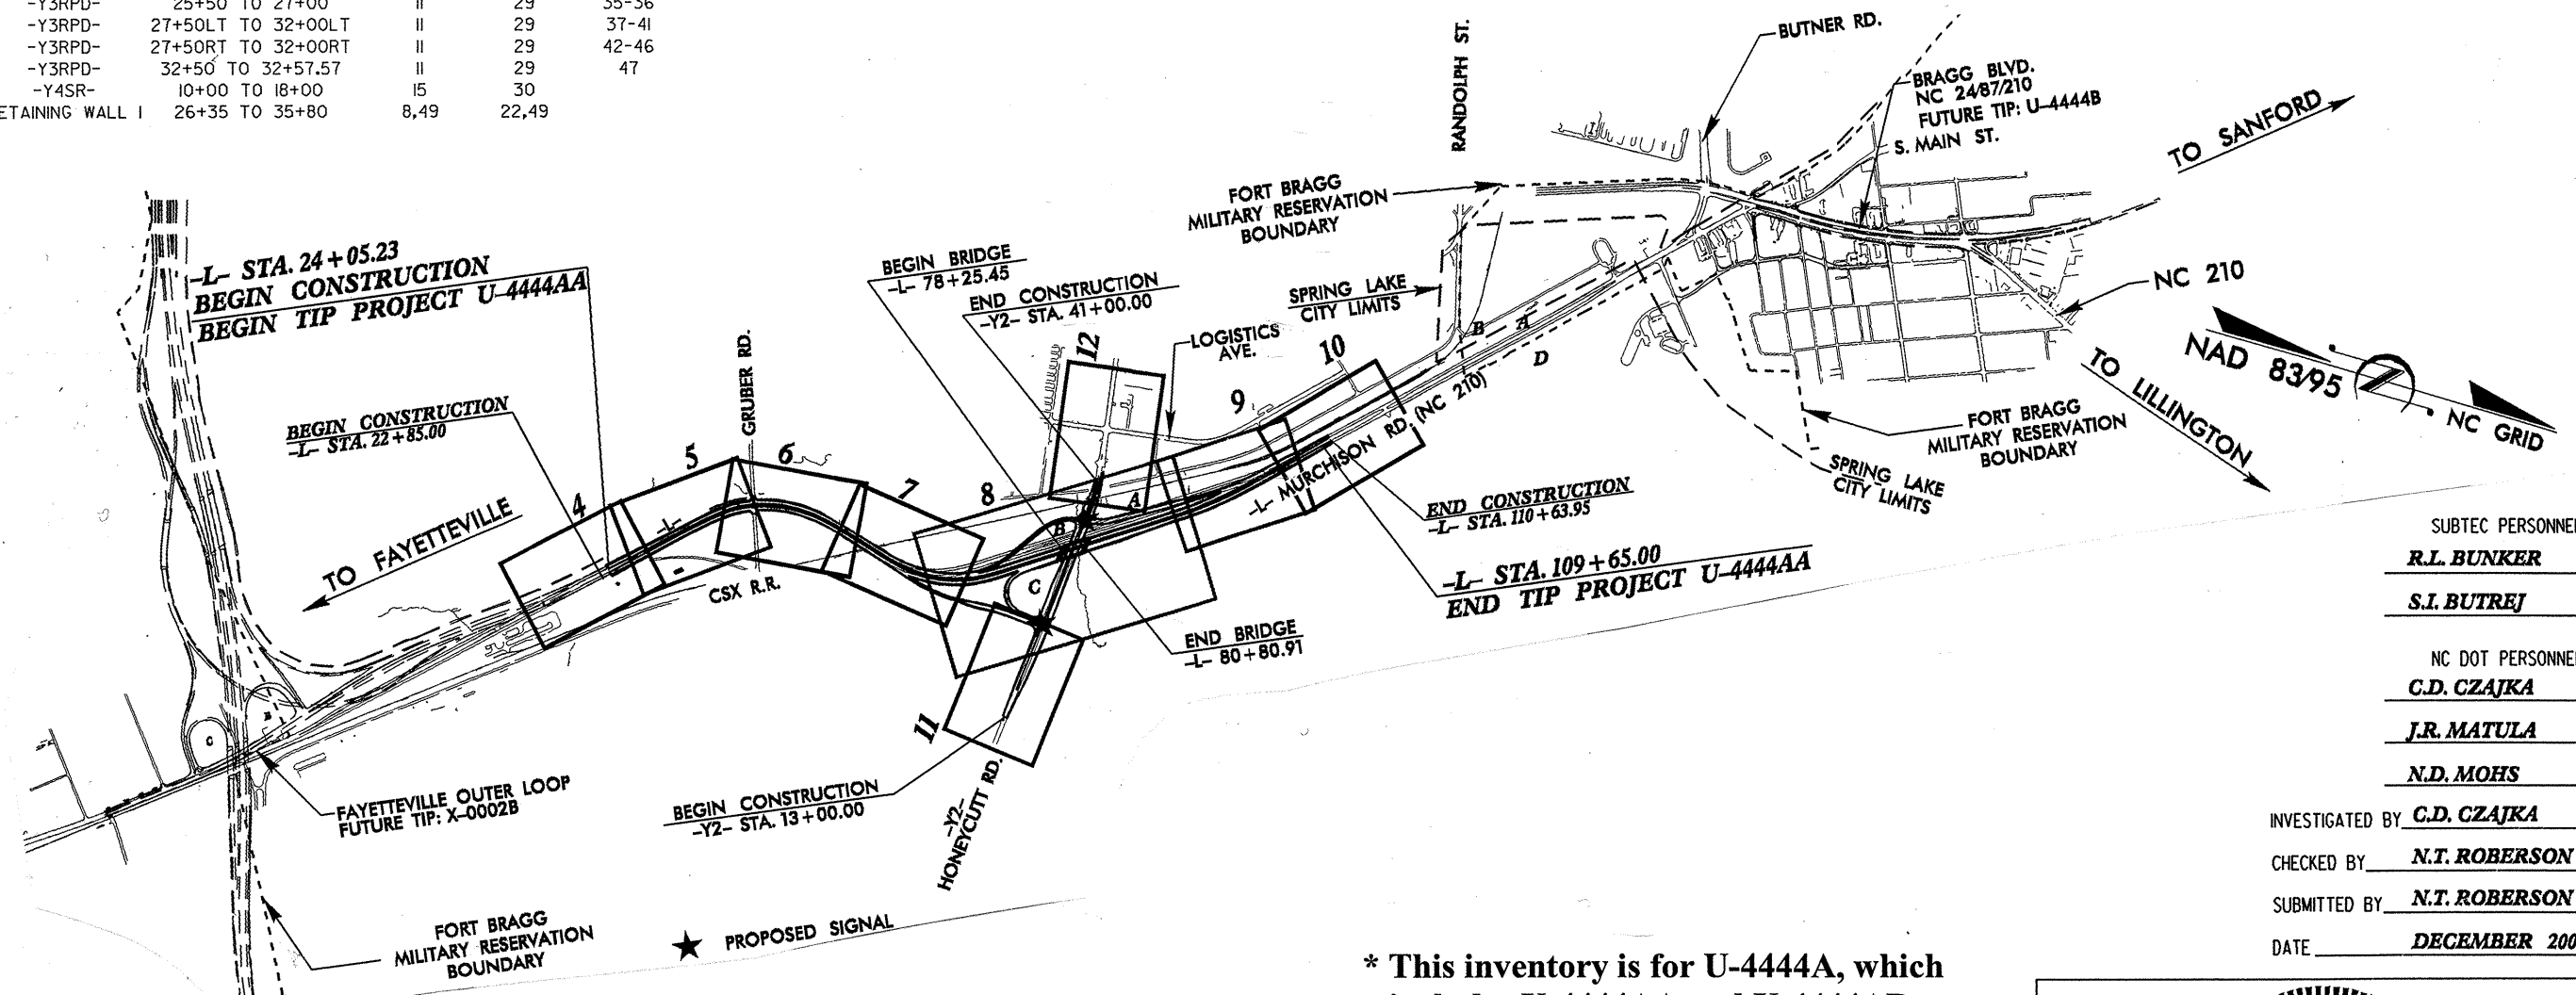 -Y3RPD- 25+50 TO 27+00 11 29 35-36
-Y3RPD- 27+50LT TO 32+00LT 11 29 37-41
-Y3RPD- 27+50RT TO 32+00RT 11 29 42-46
-Y3RPD- 32+50 TO 32+57.57 11 29 47
-Y4SR- 10+00 TO 18+00 15 30
ETAINING WALL 1 26+35 TO 35+80 8,49 22,49
RANDOLPH ST.
BUTNER RD.
BRAGG BLVD.
NC 24/87/210
FUTURE TIP: U-4444B
S. MAIN ST.
TO SANFORD
FORT BRAGG
MILITARY RESERVATION
BOUNDARY
-L- STA. 24+05.23
BEGIN CONSTRUCTION
BEGIN TIP PROJECT U-4444AA
BEGIN BRIDGE
-L- 78+25.45
END CONSTRUCTION
-Y2- STA. 41+00.00
SPRING LAKE
CITY LIMITS
LOGISTICS
AVE.
NC 210
NAD 83/95
NC GRID
TO LILLINGTON
GRUBER RD.
BEGIN CONSTRUCTION
-L- STA. 22+85.00
TO FAYETTEVILLE
4
5
6
7
8
9
10
11
12
-L-
A
B
C
B
A
D
CSX R.R.
-L- MURCHISON RD. (NC 210)
FORT BRAGG
MILITARY RESERVATION
BOUNDARY
SPRING LAKE
CITY LIMITS
END CONSTRUCTION
-L- STA. 110+63.95
-L- STA. 109+65.00
END TIP PROJECT U-4444AA
END BRIDGE
-L- 80+80.91
C
FAYETTEVILLE OUTER LOOP
FUTURE TIP: X-0002B
BEGIN CONSTRUCTION
-Y2- STA. 13+00.00
-Y2-
HONEYCUTT RD.
FORT BRAGG
MILITARY RESERVATION
BOUNDARY
PROPOSED SIGNAL
SUBTEC PERSONNE
R.L. BUNKER
S.I. BUTREJ
NC DOT PERSONNE
C.D. CZAJKA
J.R. MATULA
N.D. MOHS
INVESTIGATED BY C.D. CZAJKA
CHECKED BY N.T. ROBERSON
SUBMITTED BY N.T. ROBERSON
DATE DECEMBER 200
* This inventory is for U-4444A, which